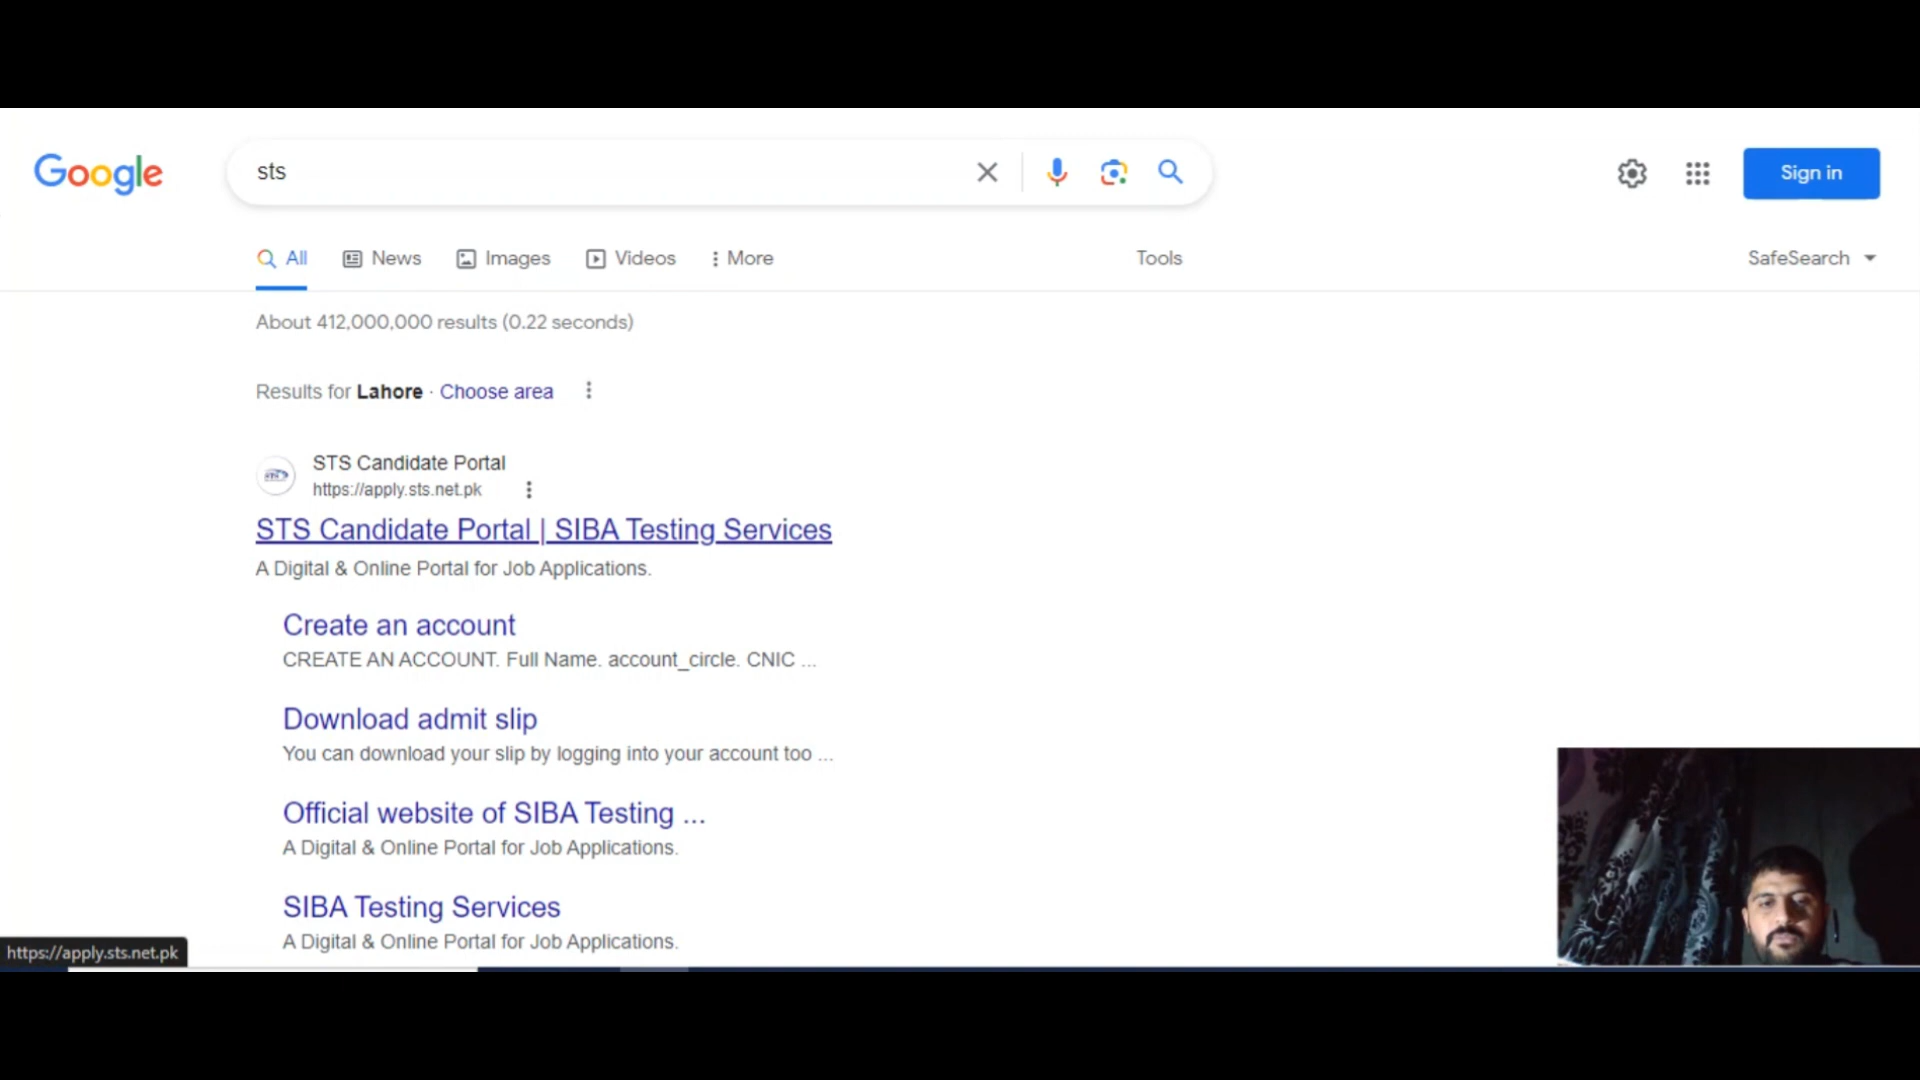 Google
sts
Sign in
All News Images Videos More Tools SafeSearch
About 412,000,000 results (0.22 seconds)
Results for Lahore · Choose area
STS Candidate Portal
https://apply.sts.net.pk
STS Candidate Portal | SIBA Testing Services
A Digital & Online Portal for Job Applications.
Create an account
CREATE AN ACCOUNT. Full Name. account_circle. CNIC ...
Download admit slip
You can download your slip by logging into your account too ...
Official website of SIBA Testing ...
A Digital & Online Portal for Job Applications.
SIBA Testing Services
A Digital & Online Portal for Job Applications.
https://apply.sts.net.pk